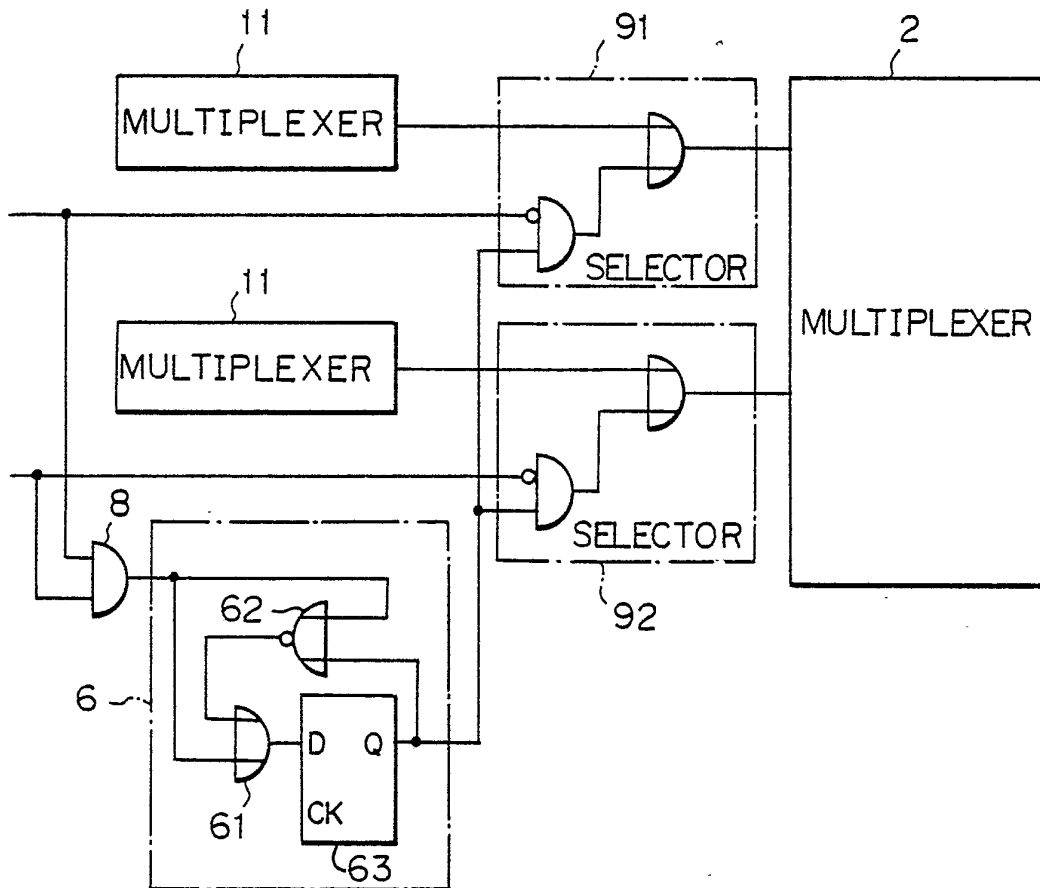 11
91
2
MULTIPLEXER
SELECTOR
11
MULTIPLEXER
MULTIPLEXER
8
SELECTOR
62
92
6
D Q
CK
61
63